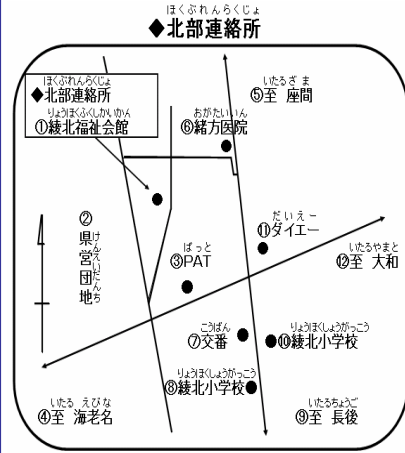 ほくぶれんらくじょ
◆北部連絡所
ほくぶれんらくじょ
◆北部連絡所
りょうほくふくしかいかん
①綾北福祉会館
いたるざま
⑤至 座間
おがたいいん
⑥緒方医院
②県営団地
けんえいだんち
だいえー
⑪ダイエー
ぱっと
③PAT
いたるやまと
⑫至 大和
こうばん
⑦交番
りょうほくしょうがっこう
⑩綾北小学校
りょうほくしょうがっこう
⑧綾北小学校
いたる えびな
④至 海老名
いたるちょうご
⑨至 長後